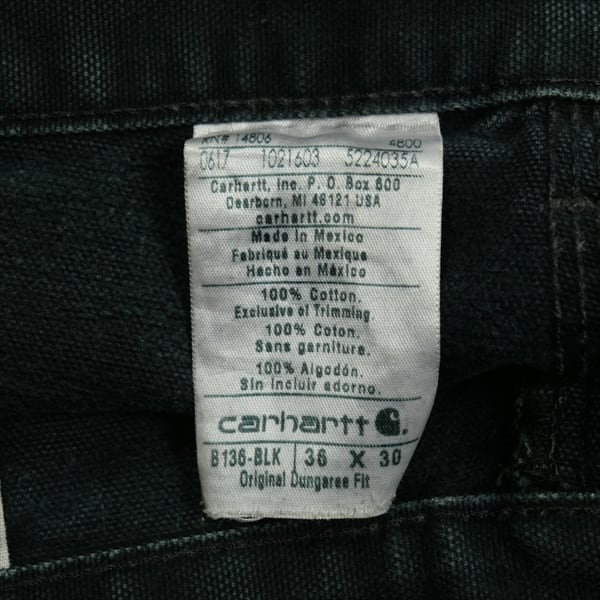 RN# 14806 4800
0617 1021603 5224035A
Carhartt, Inc. P. O. Box 600
Dearborn, MI 48121 USA
carhartt.com
Made in Mexico
Fabriqué au Mexique
Hecho en México
100% Cotton.
Exclusive of Trimming
100% Coton.
Sans garniture.
100% Algodón.
Sin incluir adorno.
carhartt
B136-BLK 36 X 30
Original Dungaree Fit